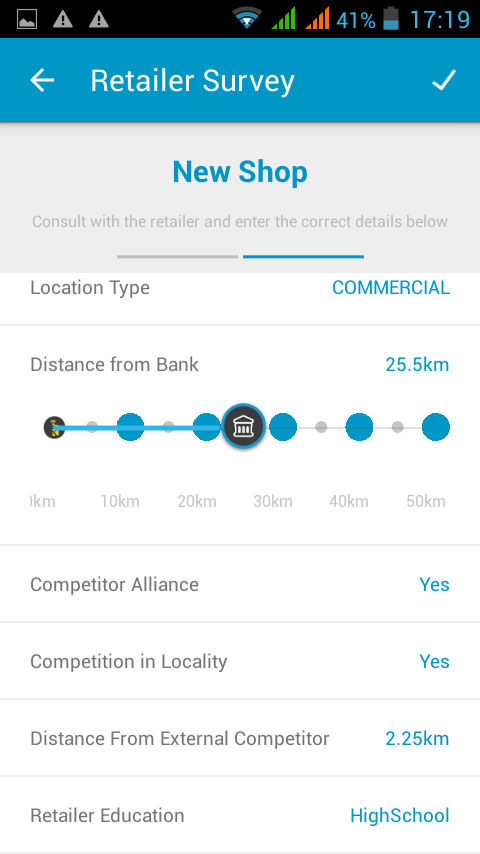 41% 17:19
Retailer Survey
New Shop
Consult with the retailer and enter the correct details below
Location Type COMMERCIAL
Distance from Bank 25.5km
0km 10km 20km 30km 40km 50km
Competitor Alliance Yes
Competition in Locality Yes
Distance From External Competitor 2.25km
Retailer Education HighSchool